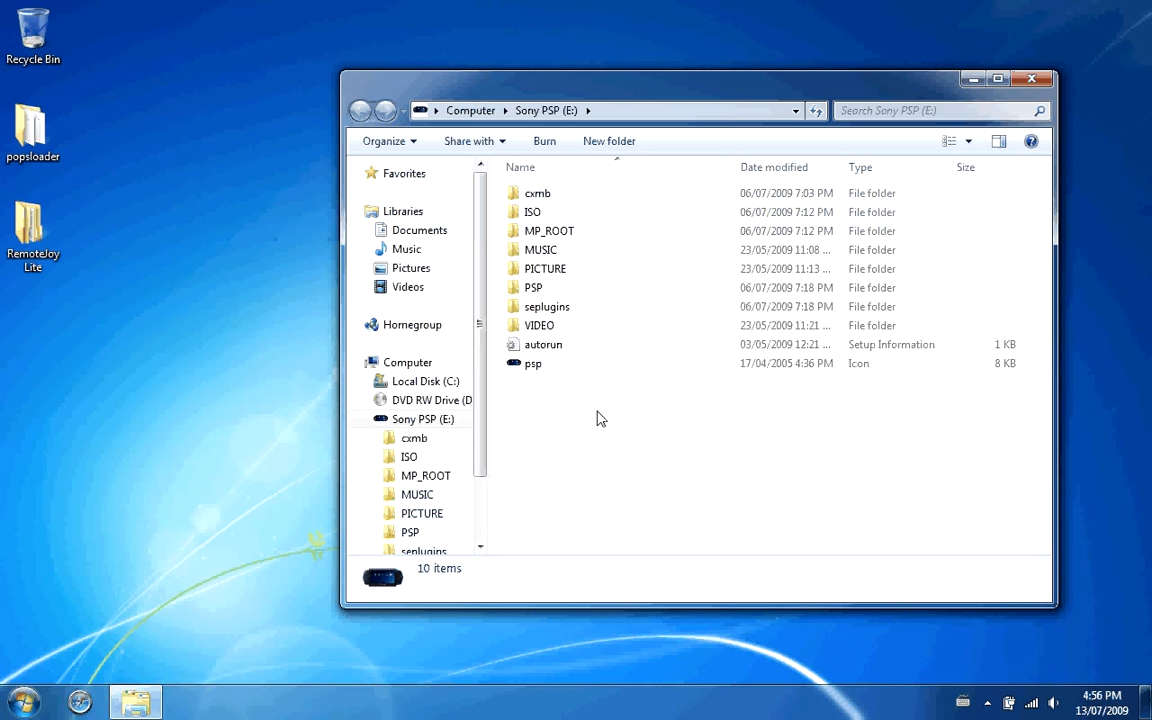 Recycle Bin
popsloader
RemoteJoy
Lite
Computer
Sony PSP (E:)
Search Sony PSP (E:)
Organize
Share with
Burn
New folder
Favorites
Libraries
Documents
Music
Pictures
Videos
Homegroup
Computer
Local Disk (C:)
DVD RW Drive (D
Sony PSP (E:)
cxmb
ISO
MP_ROOT
MUSIC
PICTURE
PSP
seplugins
Name Date modified Type Size
cxmb 06/07/2009 7:03 PM File folder
ISO 06/07/2009 7:12 PM File folder
MP_ROOT 06/07/2009 7:12 PM File folder
MUSIC 23/05/2009 11:08 ... File folder
PICTURE 23/05/2009 11:13 ... File folder
PSP 06/07/2009 7:18 PM File folder
seplugins 06/07/2009 7:18 PM File folder
VIDEO 23/05/2009 11:21 ... File folder
autorun 03/05/2009 12:21 ... Setup Information 1 KB
psp 17/04/2005 4:36 PM Icon 8 KB
10 items
4:56 PM
13/07/2009